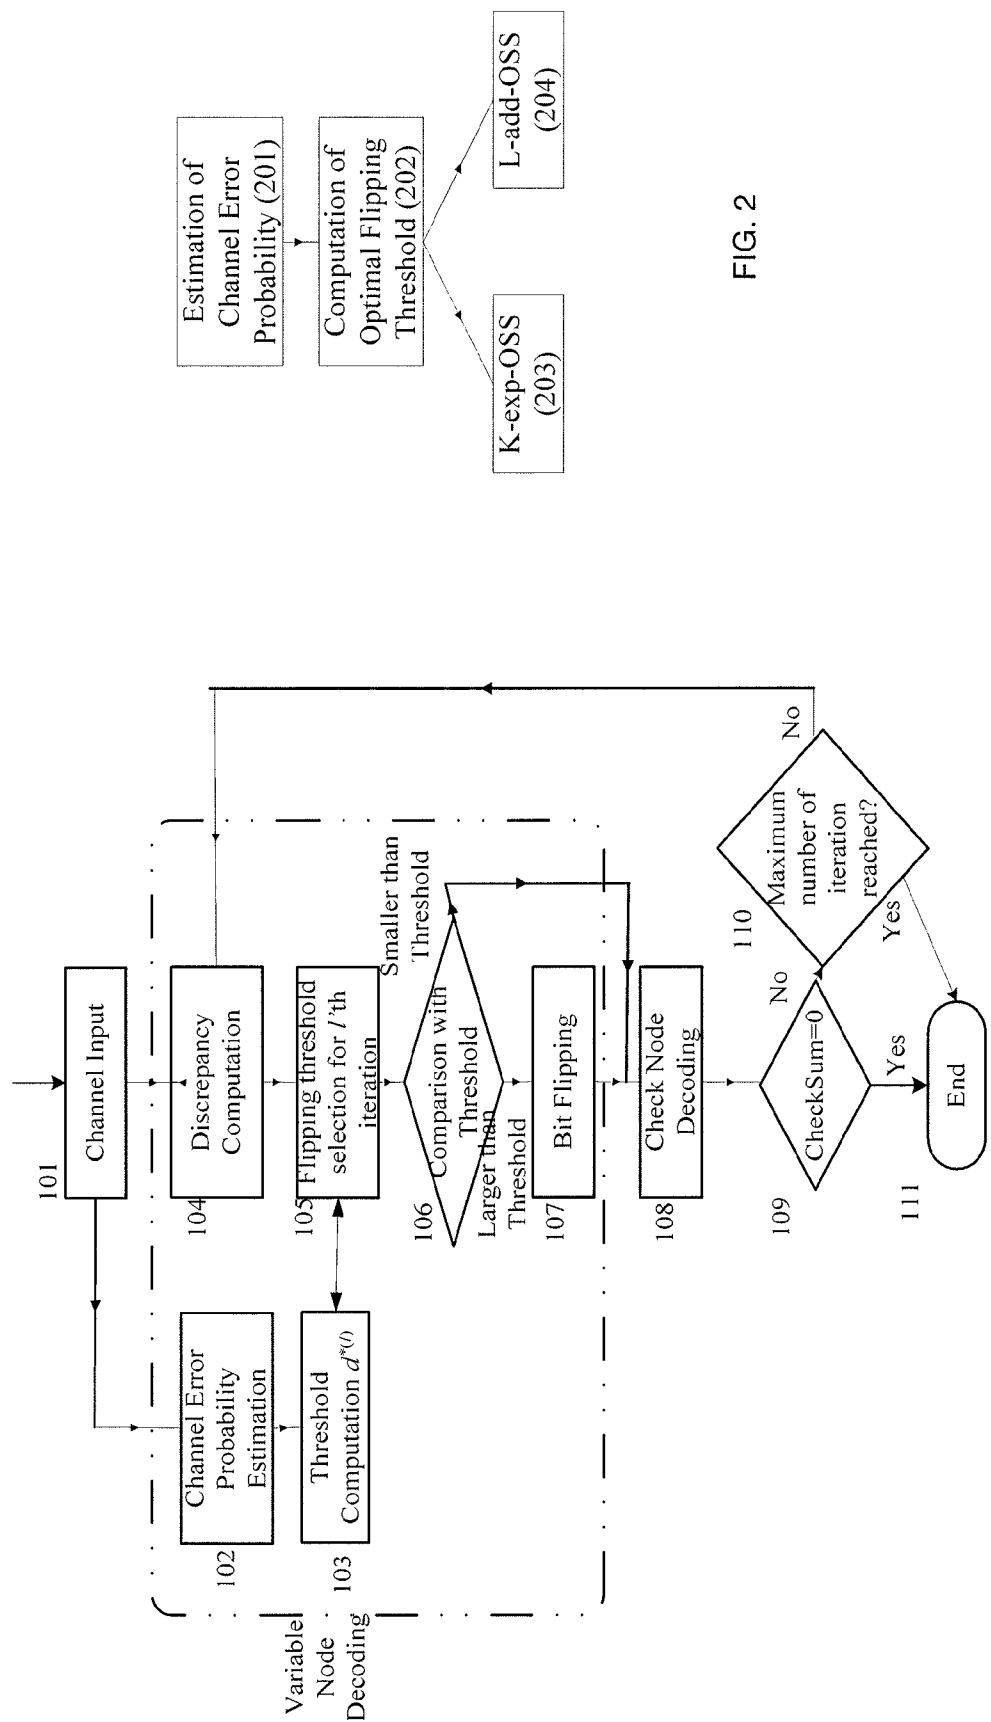 101
Channel Input
102
Channel Error
Probability
Estimation
103
Threshold
Computation d*(l)
Variable
Node
Decoding
104
Discrepancy
Computation
105
Flipping threshold
selection for l'th
iteration
106
Comparison with
Threshold
Smaller than
Threshold
Larger than
Threshold
107
Bit Flipping
108
Check Node
Decoding
109
CheckSum=0
No
Yes
110
Maximum
number of
iteration
reached?
No
Yes
111
End
Estimation of
Channel Error
Probability (201)
Computation of
Optimal Flipping
Threshold (202)
K-exp-OSS
(203)
L-add-OSS
(204)
FIG. 2